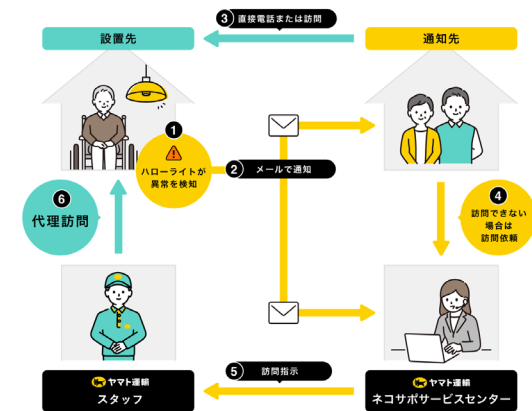 3 直接電話または訪問
設置先
通知先
1
ハローライトが
異常を検知
2 メールで通知
4
訪問できない
場合は
訪問依頼
6
代理訪問
ヤマト運輸
スタッフ
5 訪問指示
ヤマト運輸
ネコサポサービスセンター